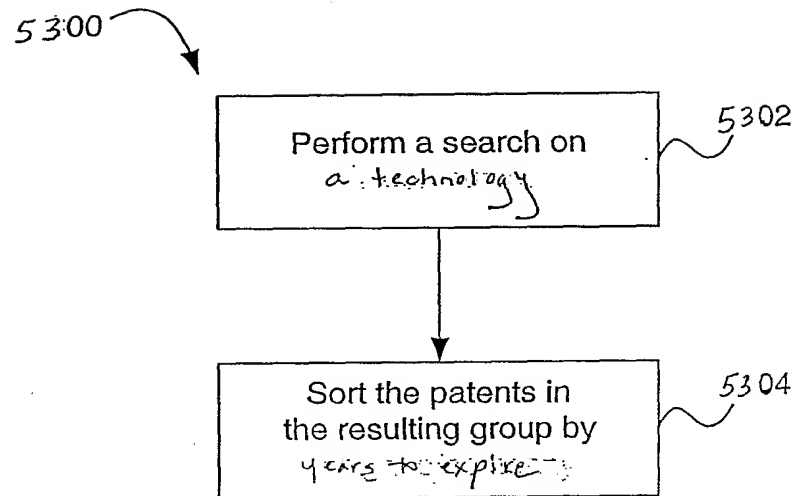 5300
5302
Perform a search on
a technology
5304
Sort the patents in
the resulting group by
years to expire